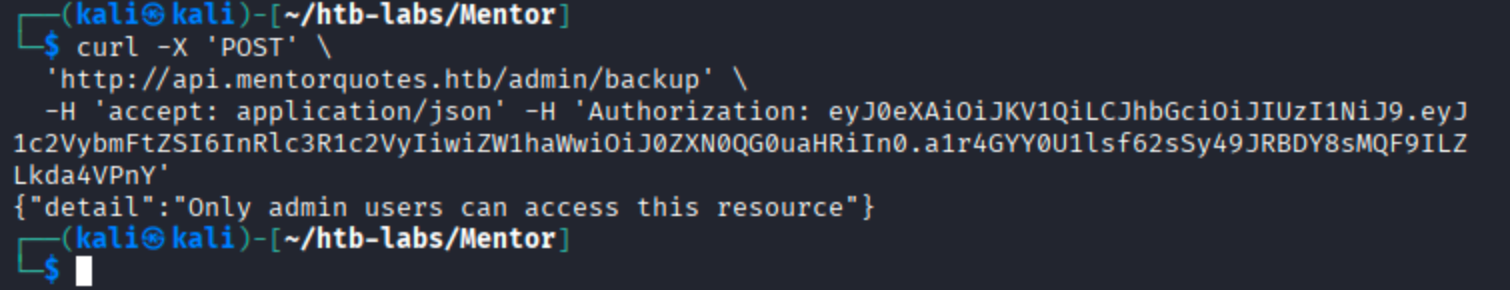 ┌──(kali㉿kali)-[~/htb-labs/Mentor]
└─$ curl -X 'POST' \
  'http://api.mentorquotes.htb/admin/backup' \
  -H 'accept: application/json' -H 'Authorization: eyJ0eXAiOiJKV1QiLCJhbGciOiJIUzI1NiJ9.eyJ
1c2VybmFtZSI6InRlc3R1c2VyIiwiZW1haWwiOiJ0ZXN0QG0uaHRiIn0.a1r4GYY0U1lsf62sSy49JRBDY8sMQF9ILZ
Lkda4VPnY'
{"detail":"Only admin users can access this resource"}
┌──(kali㉿kali)-[~/htb-labs/Mentor]
└─$